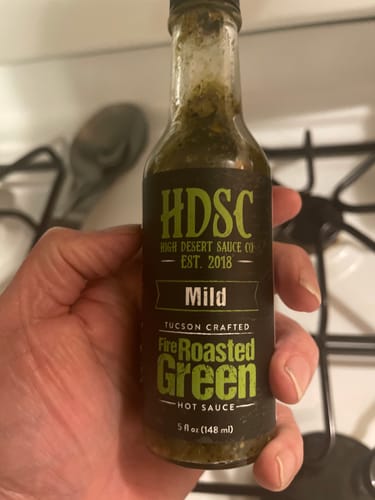 HDSC
HIGH DESERT SAUCE CO
EST. 2018
Mild
TUCSON CRAFTED
Fire Roasted
Green
HOT SAUCE
5 fl oz (148 ml)